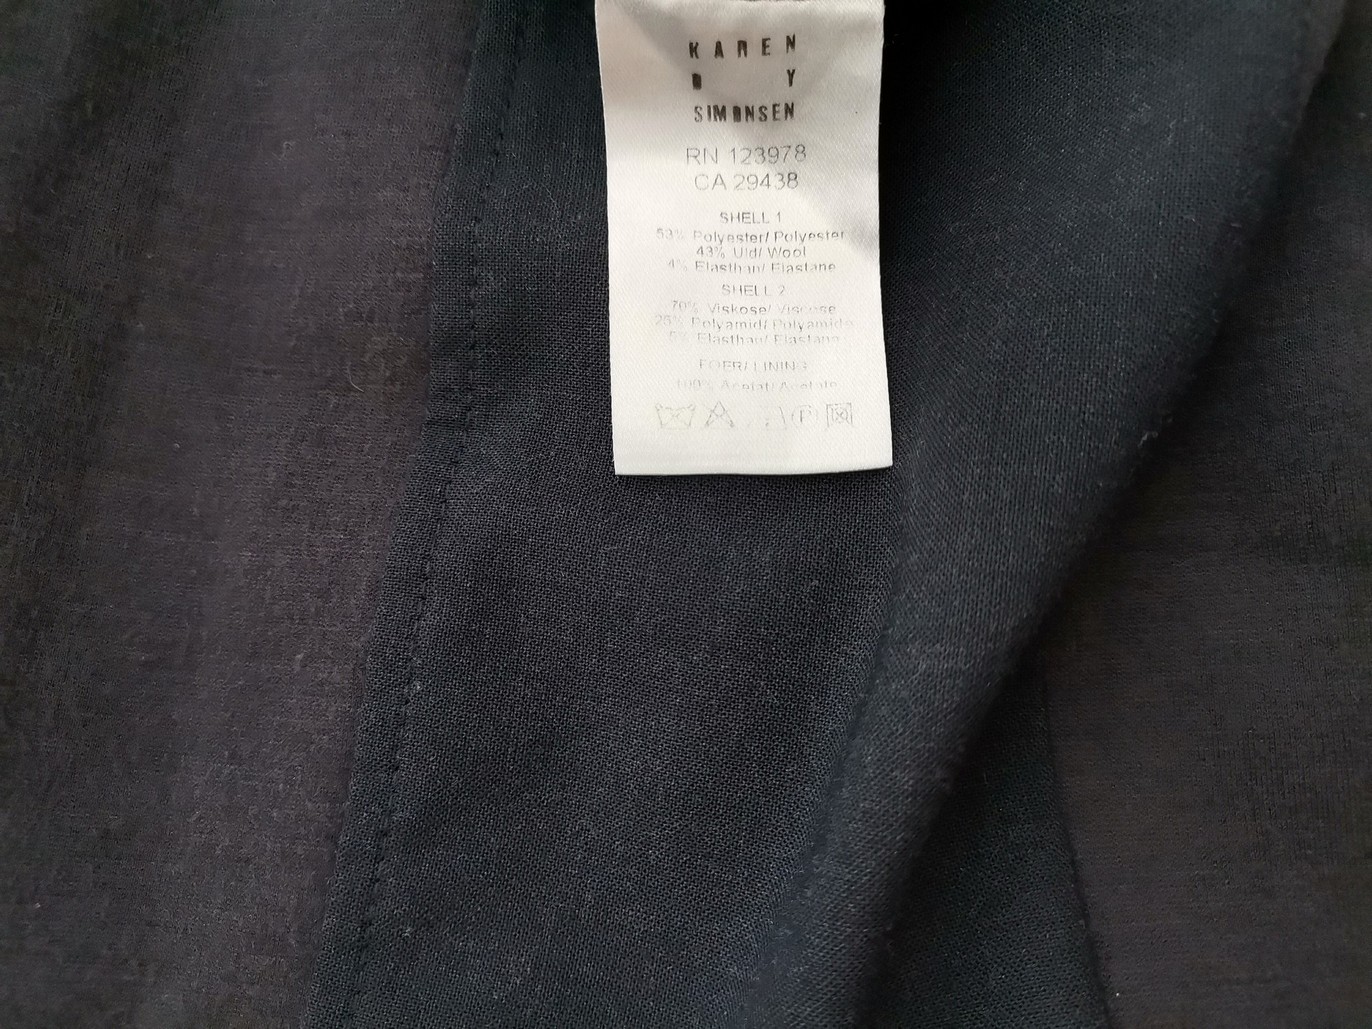 KAREN
BY
SIMONSEN
RN 123978
CA 29438
SHELL 1
53% Polyester/ Polyester
43% Uld/ Wool
4% Elasthan/ Elastane
SHELL 2
70% Viskose/ Viscose
25% Polyamid/ Polyamide
5% Elasthan/ Elastane
FOER/ LINING
100% Acetat/ Acetate
P